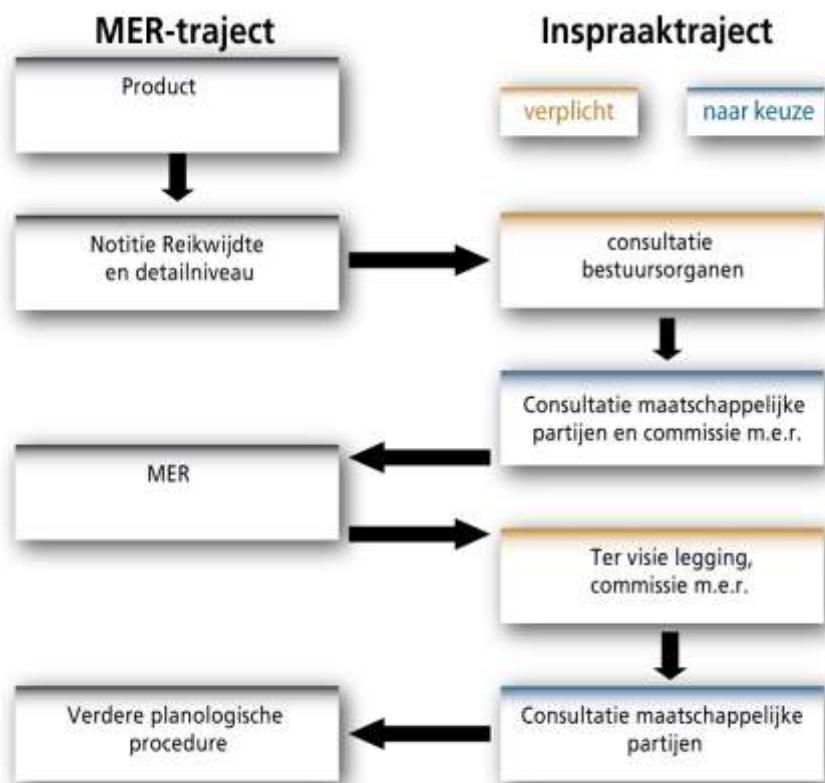 MER-traject
Inspraaktraject
Product
verplicht
naar keuze
Notitie Reikwijdte
en detailniveau
consultatie
bestuursorganen
Consultatie maatschappelijke
partijen en commissie m.e.r.
MER
Ter visie legging,
commissie m.e.r.
Verdere planologische
procedure
Consultatie maatschappelijke
partijen